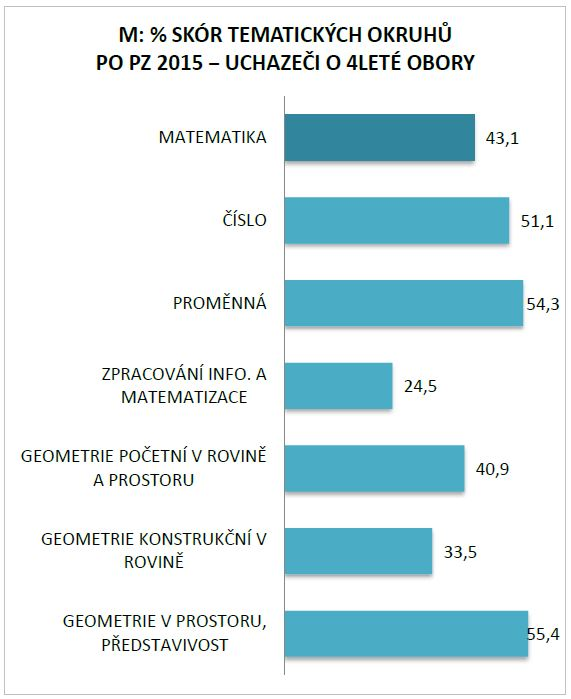 M: % SKÓR TEMATICKÝCH OKRUHŮ
PO PZ 2015 – UCHAZEČI O 4LETÉ OBORY
MATEMATIKA
43,1
ČÍSLO
51,1
PROMĚNNÁ
54,3
ZPRACOVÁNÍ INFO. A
MATEMATIZACE
24,5
GEOMETRIE POČETNÍ V ROVINĚ
A PROSTORU
40,9
GEOMETRIE KONSTRUKČNÍ V
ROVINĚ
33,5
GEOMETRIE V PROSTORU,
PŘEDSTAVIVOST
55,4